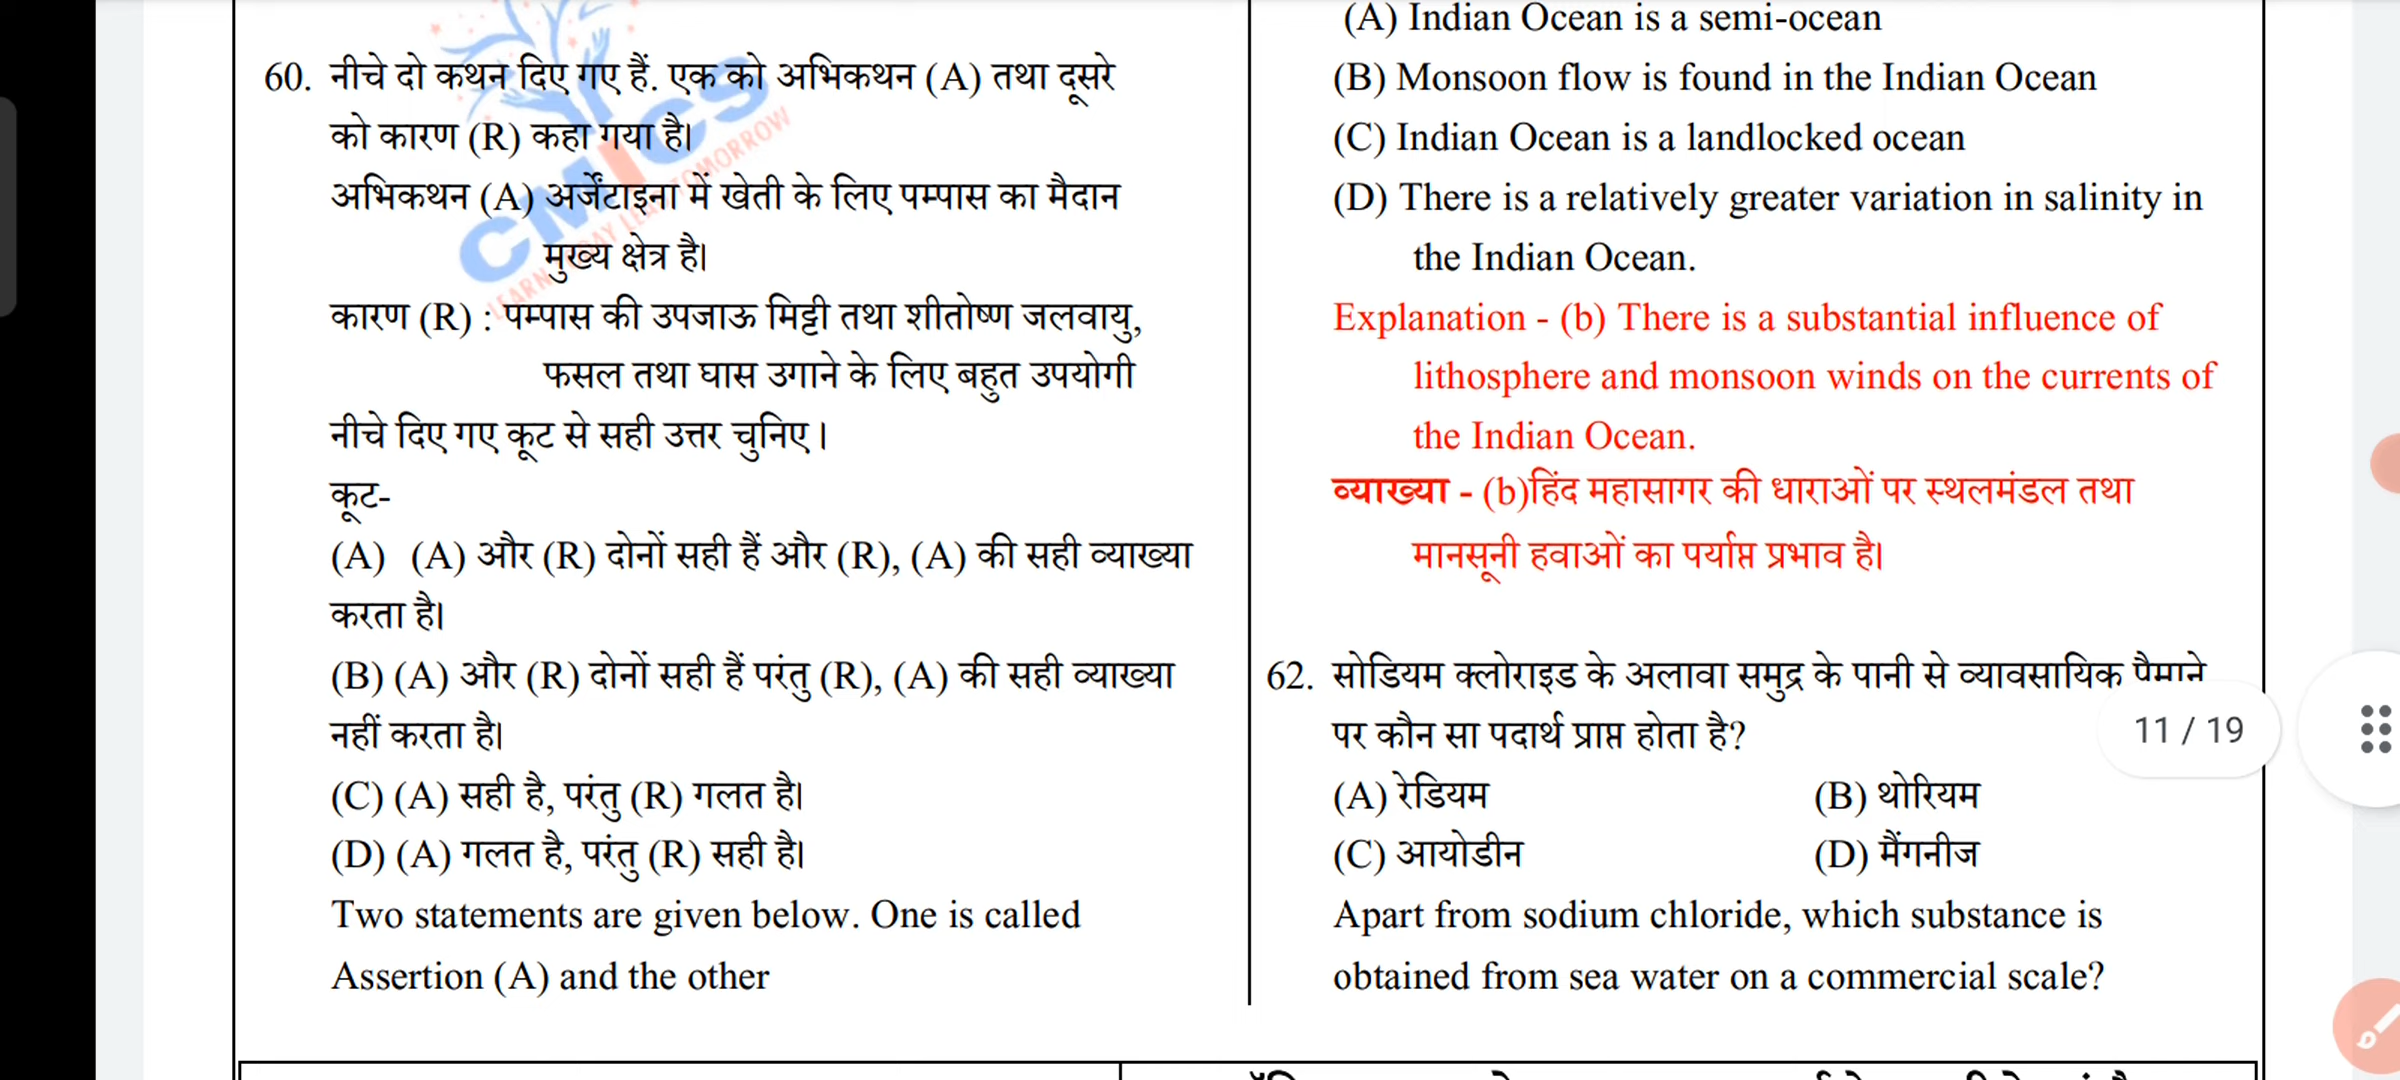 60. नीचे दो कथन दिए गए हैं. एक को अभिकथन (A) तथा दूसरे
को कारण (R) कहा गया है।
अभिकथन (A) अर्जेंटाइना में खेती के लिए पम्पास का मैदान
मुख्य क्षेत्र है।
कारण (R) : पम्पास की उपजाऊ मिट्टी तथा शीतोष्ण जलवायु,
फसल तथा घास उगाने के लिए बहुत उपयोगी
नीचे दिए गए कूट से सही उत्तर चुनिए ।
कूट-
(A) (A) और (R) दोनों सही हैं और (R), (A) की सही व्याख्या
करता है।
(B) (A) और (R) दोनों सही हैं परंतु (R), (A) की सही व्याख्या
नहीं करता है।
(C) (A) सही है, परंतु (R) गलत है।
(D) (A) गलत है, परंतु (R) सही है।
Two statements are given below. One is called
Assertion (A) and the other
CMICS
(A) Indian Ocean is a semi-ocean
(B) Monsoon flow is found in the Indian Ocean
(C) Indian Ocean is a landlocked ocean
(D) There is a relatively greater variation in salinity in
the Indian Ocean.
Explanation - (b) There is a substantial influence of
lithosphere and monsoon winds on the currents of
the Indian Ocean.
व्याख्या - (b)हिंद महासागर की धाराओं पर स्थलमंडल तथा
मानसूनी हवाओं का पर्याप्त प्रभाव है।
62. सोडियम क्लोराइड के अलावा समुद्र के पानी से व्यावसायिक पैमाने
पर कौन सा पदार्थ प्राप्त होता है?
(A) रेडियम (B) थोरियम
(C) आयोडीन (D) मैंगनीज
Apart from sodium chloride, which substance is
obtained from sea water on a commercial scale?
11 / 19